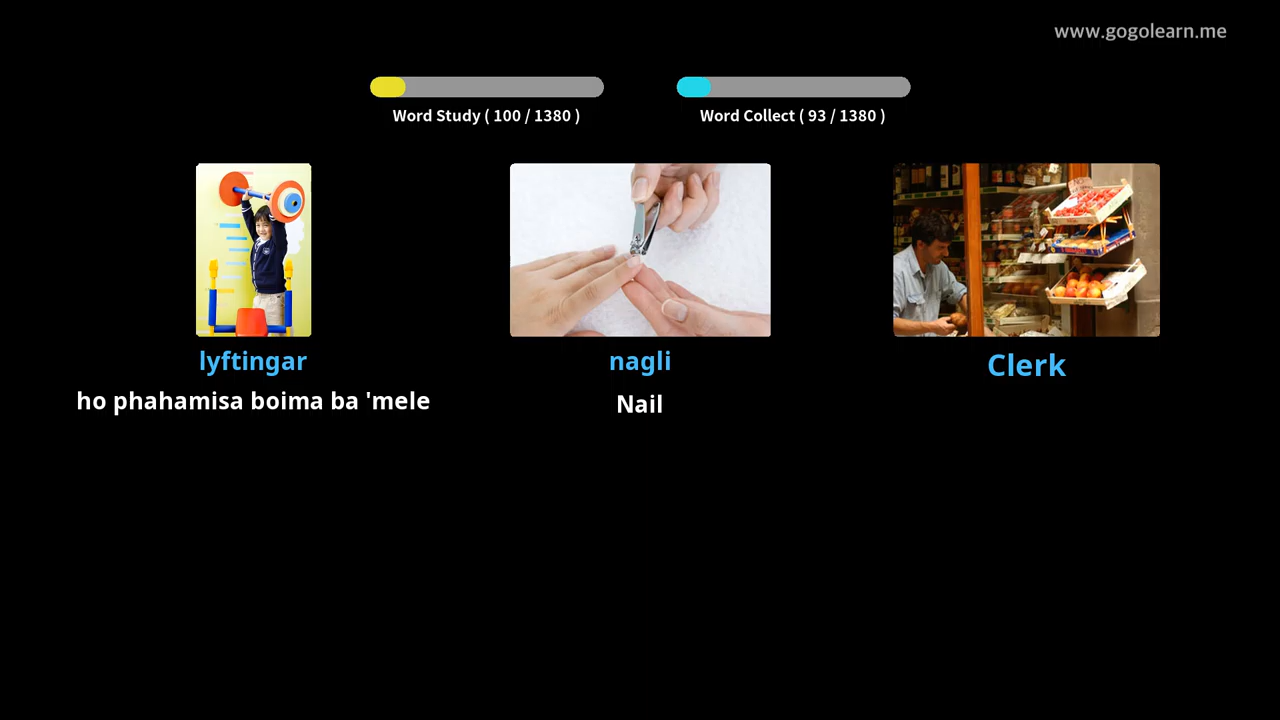 www.gogolearn.me
Word Study ( 100 / 1380 )
Word Collect ( 93 / 1380 )
lyftingar
ho phahamisa boima ba 'mele
nagli
Nail
Clerk